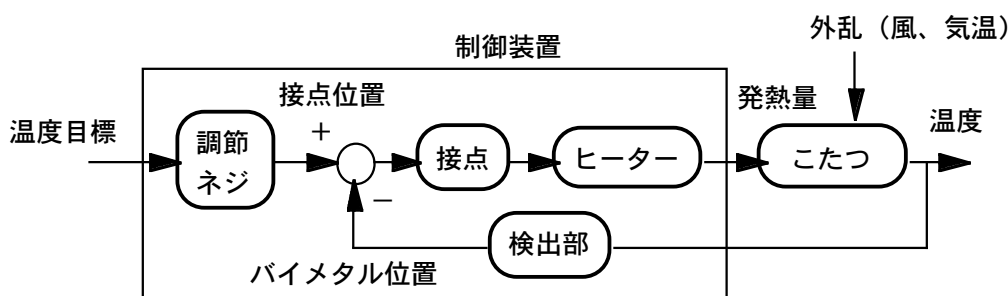 外乱(風、気温)
制御装置
接点位置
発熱量
温度目標
温度
調節
ネジ
+
接点
ヒーター
こたつ
−
検出部
バイメタル位置